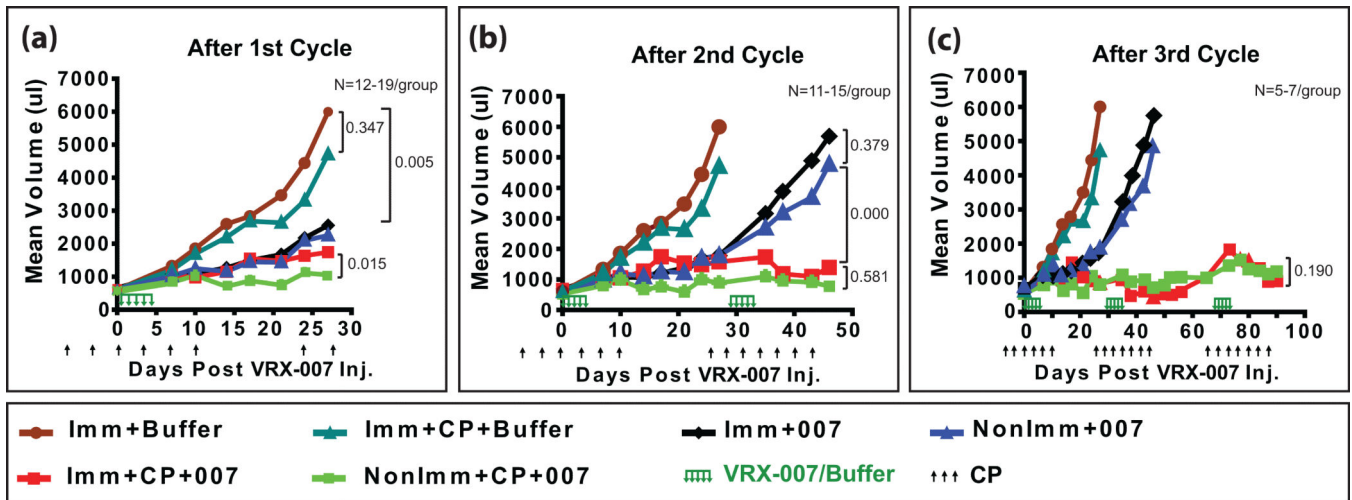 (a)
After 1st Cycle
N=12-19/group
Mean Volume (ul)
7000
6000
5000
4000
3000
2000
1000
0
0.347
0.005
0.015
0 5 10 15 20 25 30
Days Post VRX-007 Inj.
(b)
After 2nd Cycle
N=11-15/group
Mean Volume (ul)
7000
6000
5000
4000
3000
2000
1000
0
0.379
0.000
0.581
0 10 20 30 40 50
Days Post VRX-007 Inj.
(c)
After 3rd Cycle
N=5-7/group
Mean Volume (ul)
7000
6000
5000
4000
3000
2000
1000
0
0.190
0 20 40 60 80 100
Days Post VRX-007 Inj.
Imm+Buffer Imm+CP+Buffer Imm+007 NonImm+007
Imm+CP+007 NonImm+CP+007 VRX-007/Buffer CP